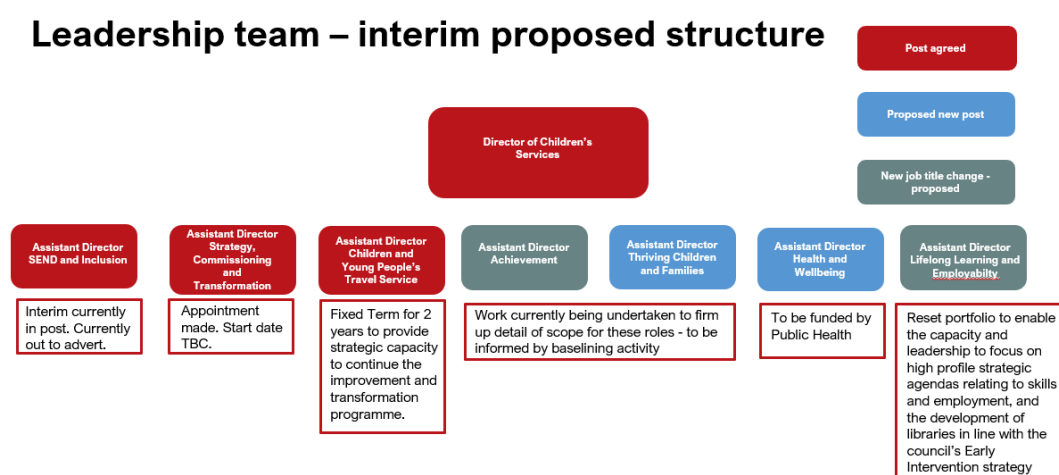 Leadership team – interim proposed structure
Post agreed
Proposed new post
New job title change -
proposed
Director of Children's
Services
Assistant Director
SEND and Inclusion
Assistant Director
Strategy,
Commissioning
and
Transformation
Assistant Director
Children and
Young People's
Travel Service
Assistant Director
Achievement
Assistant Director
Thriving Children
and Families
Assistant Director
Health and
Wellbeing
Assistant Director
Lifelong Learning and
Employabilty
Interim currently
in post. Currently
out to advert.
Appointment
made. Start date
TBC.
Fixed Term for 2
years to provide
strategic capacity
to continue the
improvement and
transformation
programme.
Work currently being undertaken to firm
up detail of scope for these roles - to be
informed by baselining activity
To be funded by
Public Health
Reset portfolio to enable
the capacity and
leadership to focus on
high profile strategic
agendas relating to skills
and employment, and
the development of
libraries in line with the
council's Early
Intervention strategy